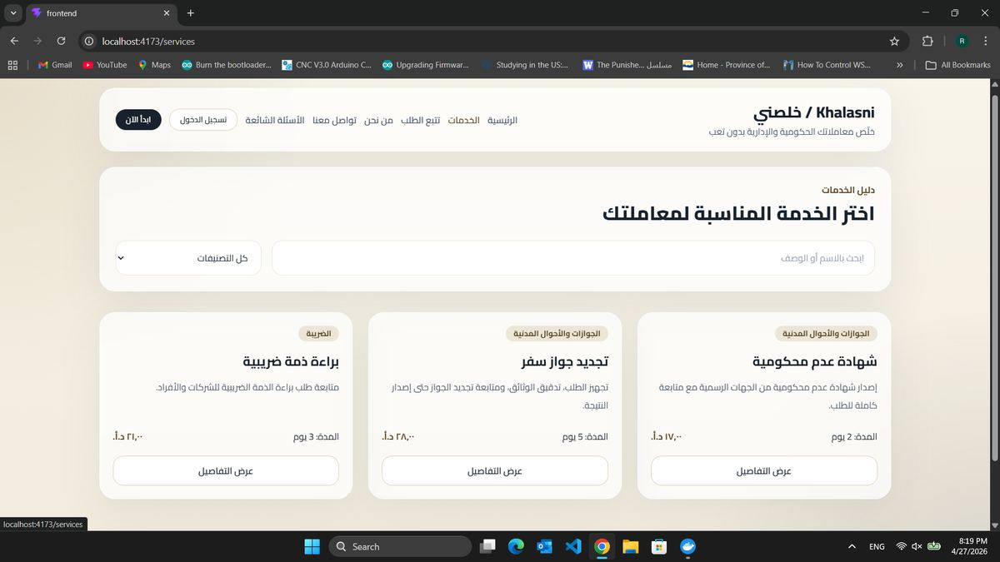 frontend
localhost:4173/services
R
Gmail
YouTube
Maps
Burn the bootloader...
CNC V3.0 Arduino C...
Upgrading Firmwar...
Studying in the US:...
The Punishe... مسلسل
Home - Province of...
How To Control WS...
»
All Bookmarks
Khalasni / خلصني
خلّص معاملاتك الحكومية والإدارية بدون تعب
الرئيسية
الخدمات
تتبع الطلب
من نحن
تواصل معنا
الأسئلة الشائعة
تسجيل الدخول
ابدأ الآن
دليل الخدمات
اختر الخدمة المناسبة لمعاملتك
ابحث بالاسم أو الوصف
كل التصنيفات
الجوازات والأحوال المدنية
شهادة عدم محكومية
إصدار شهادة عدم محكومية من الجهات الرسمية مع متابعة
كاملة للطلب.
المدة: 2 يوم
١٧,٠٠ د.أ.
عرض التفاصيل
الجوازات والأحوال المدنية
تجديد جواز سفر
تجهيز الطلب، تدقيق الوثائق، ومتابعة تجديد الجواز حتى إصدار
النتيجة.
المدة: 5 يوم
٢٨,٠٠ د.أ.
عرض التفاصيل
الضريبة
براءة ذمة ضريبية
متابعة طلب براءة الذمة الضريبية للشركات والأفراد.
المدة: 3 يوم
٢١,٠٠ د.أ.
عرض التفاصيل
localhost:4173/services
Search
ENG
8:19 PM
4/27/2026